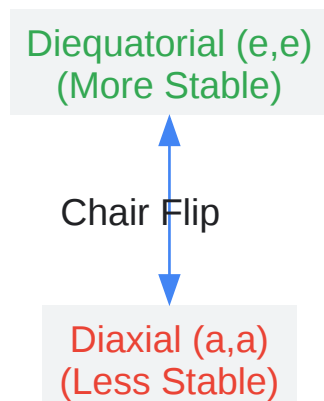 Diequatorial (e,e)
(More Stable)
Chair Flip
Diaxial (a,a)
(Less Stable)